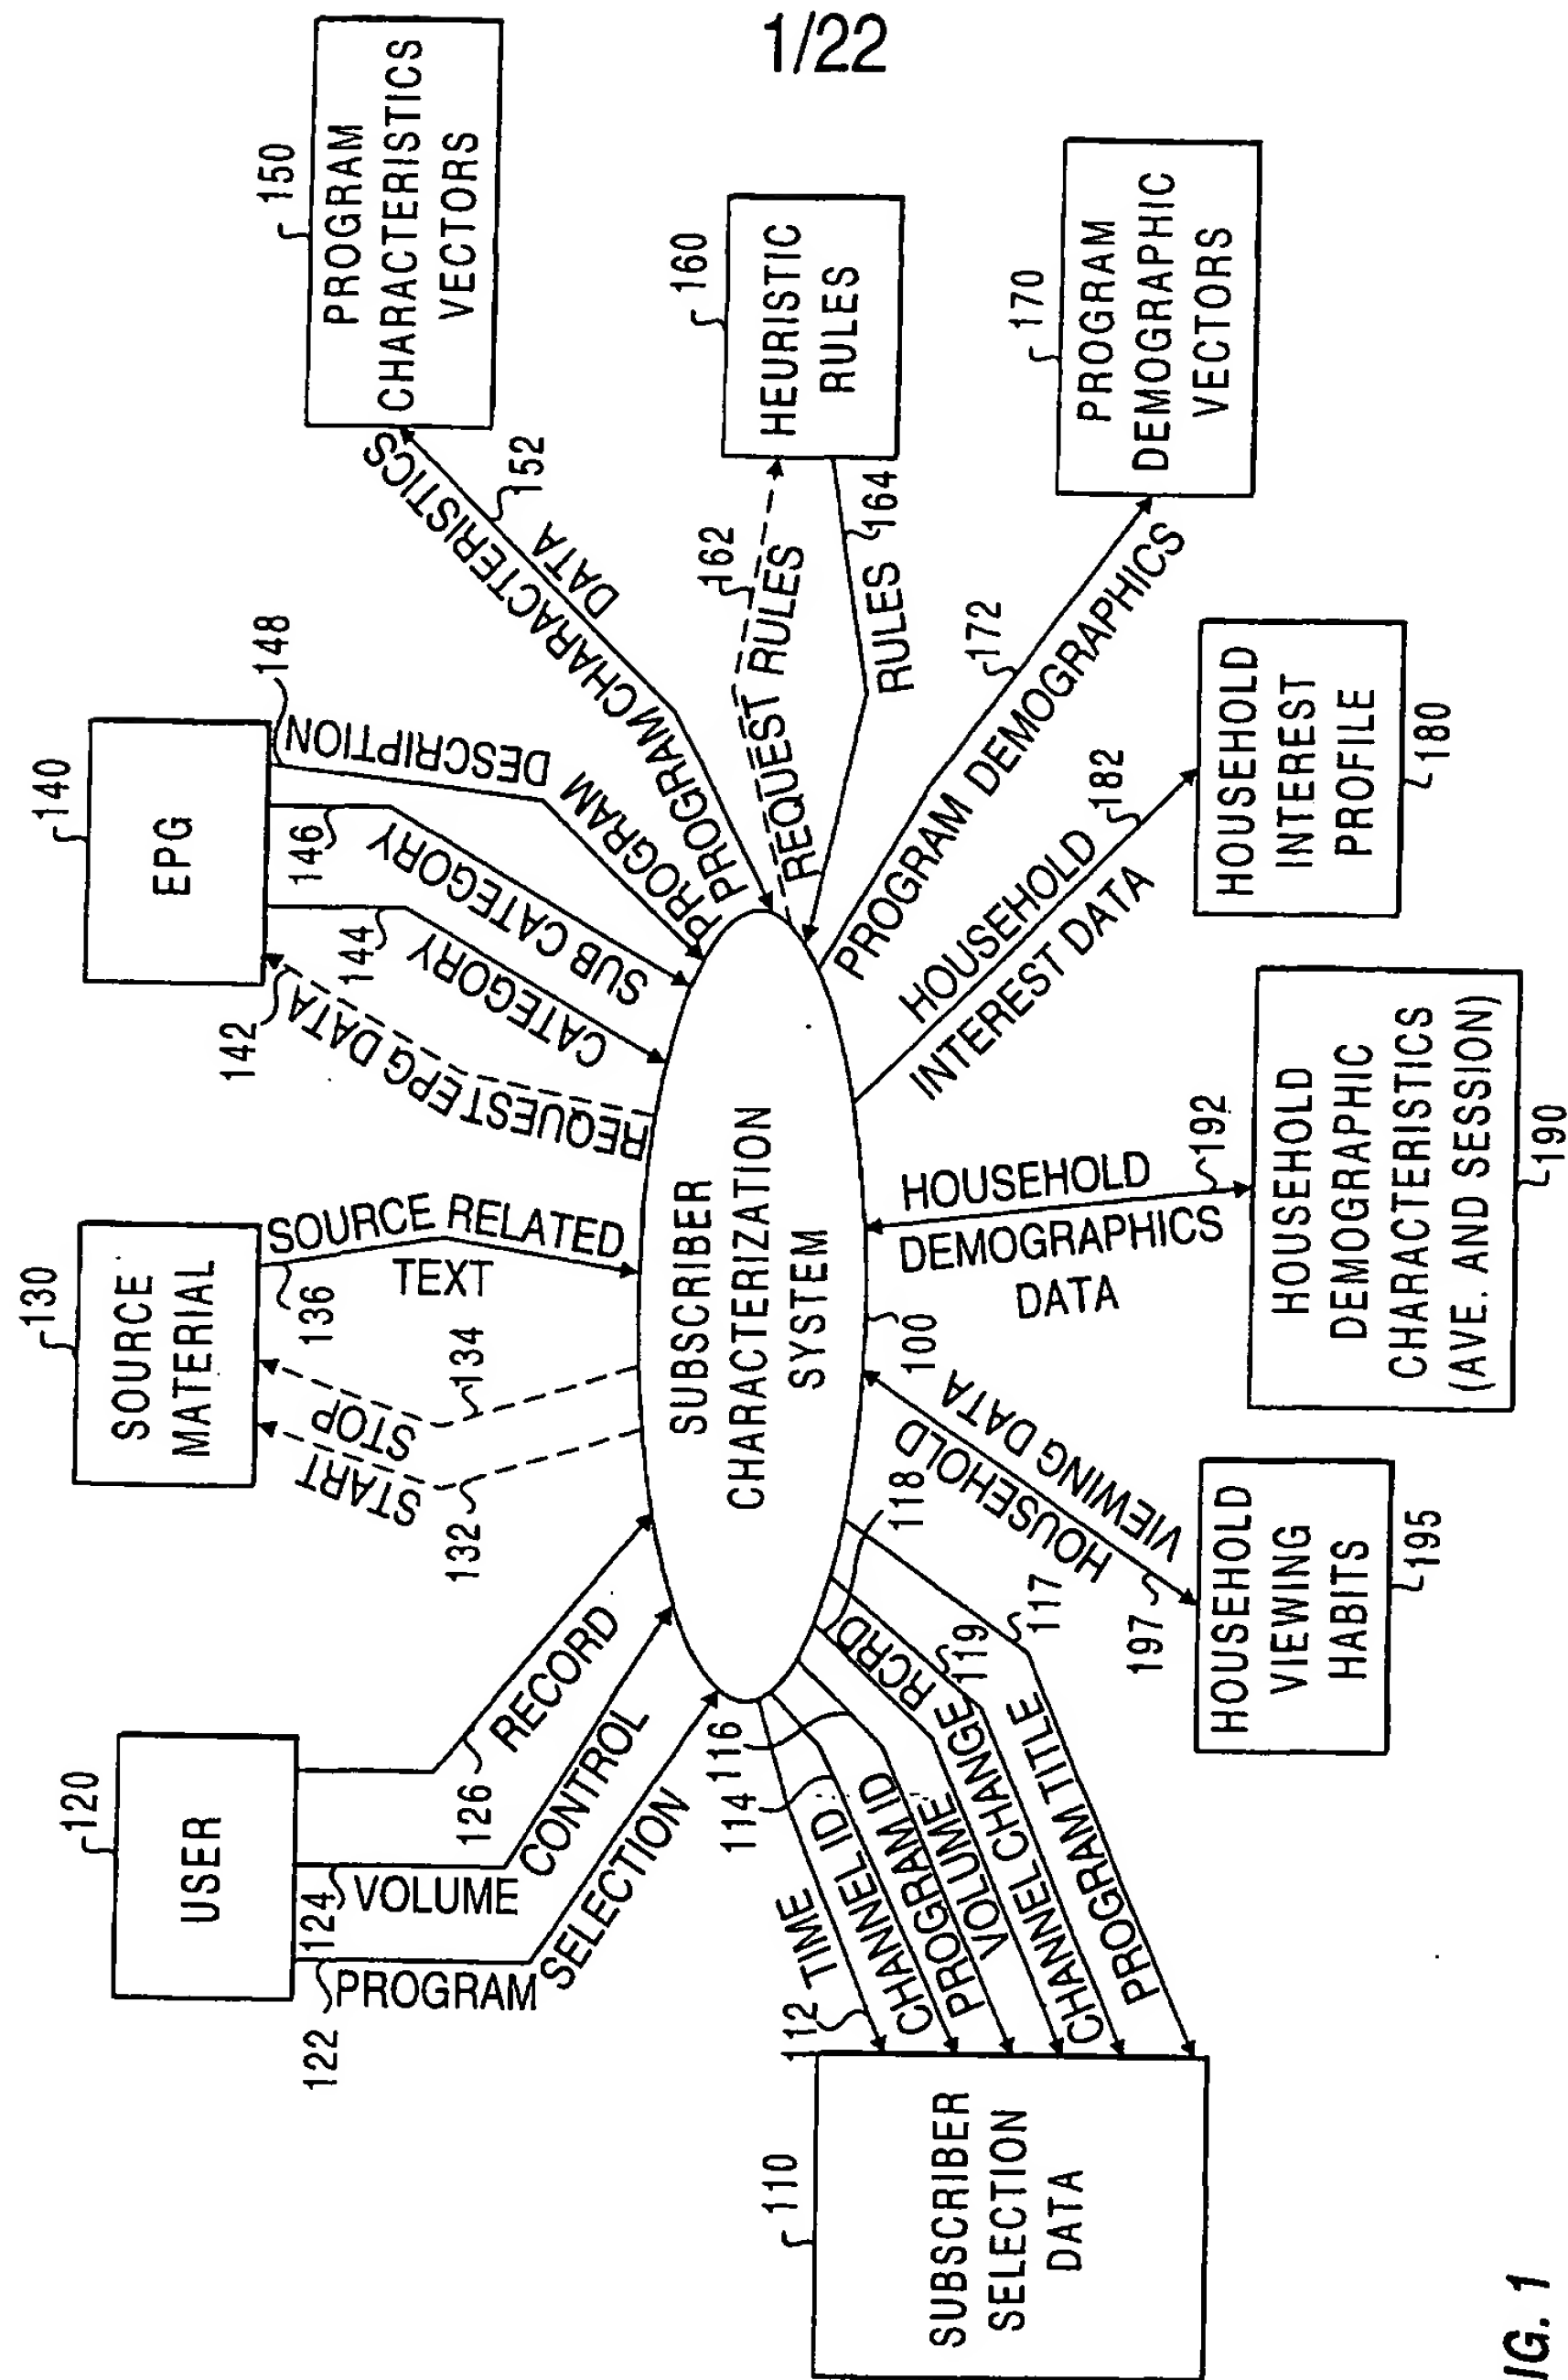 1/22
120
USER
122
PROGRAM
SELECTION
124
VOLUME
CONTROL
126
RECORD
130
SOURCE
MATERIAL
132
START
134
STOP
136
SOURCE RELATED
TEXT
140
EPG
142
REQUEST EPG DATA
144
CATEGORY
146
SUB CATEGORY
148
PROGRAM DESCRIPTION
150
PROGRAM
CHARACTERISTICS
VECTORS
152
PROGRAM CHARACTERISTICS
DATA
160
HEURISTIC
RULES
162
REQUEST RULES
164
RULES
170
PROGRAM
DEMOGRAPHIC
VECTORS
172
PROGRAM DEMOGRAPHICS
SUBSCRIBER
CHARACTERIZATION
SYSTEM
100
110
SUBSCRIBER
SELECTION
DATA
112
TIME
114
CHANNEL ID
116
PROGRAM ID
118
VOLUME
119
CHANNEL CHANGE RCRD
117
PROGRAM TITLE
HOUSEHOLD
VIEWING DATA
197
HOUSEHOLD
VIEWING
HABITS
195
HOUSEHOLD
DEMOGRAPHICS
DATA
192
HOUSEHOLD
DEMOGRAPHIC
CHARACTERISTICS
(AVE. AND SESSION)
190
HOUSEHOLD
INTEREST DATA
182
HOUSEHOLD
INTEREST
PROFILE
180
IG. 1